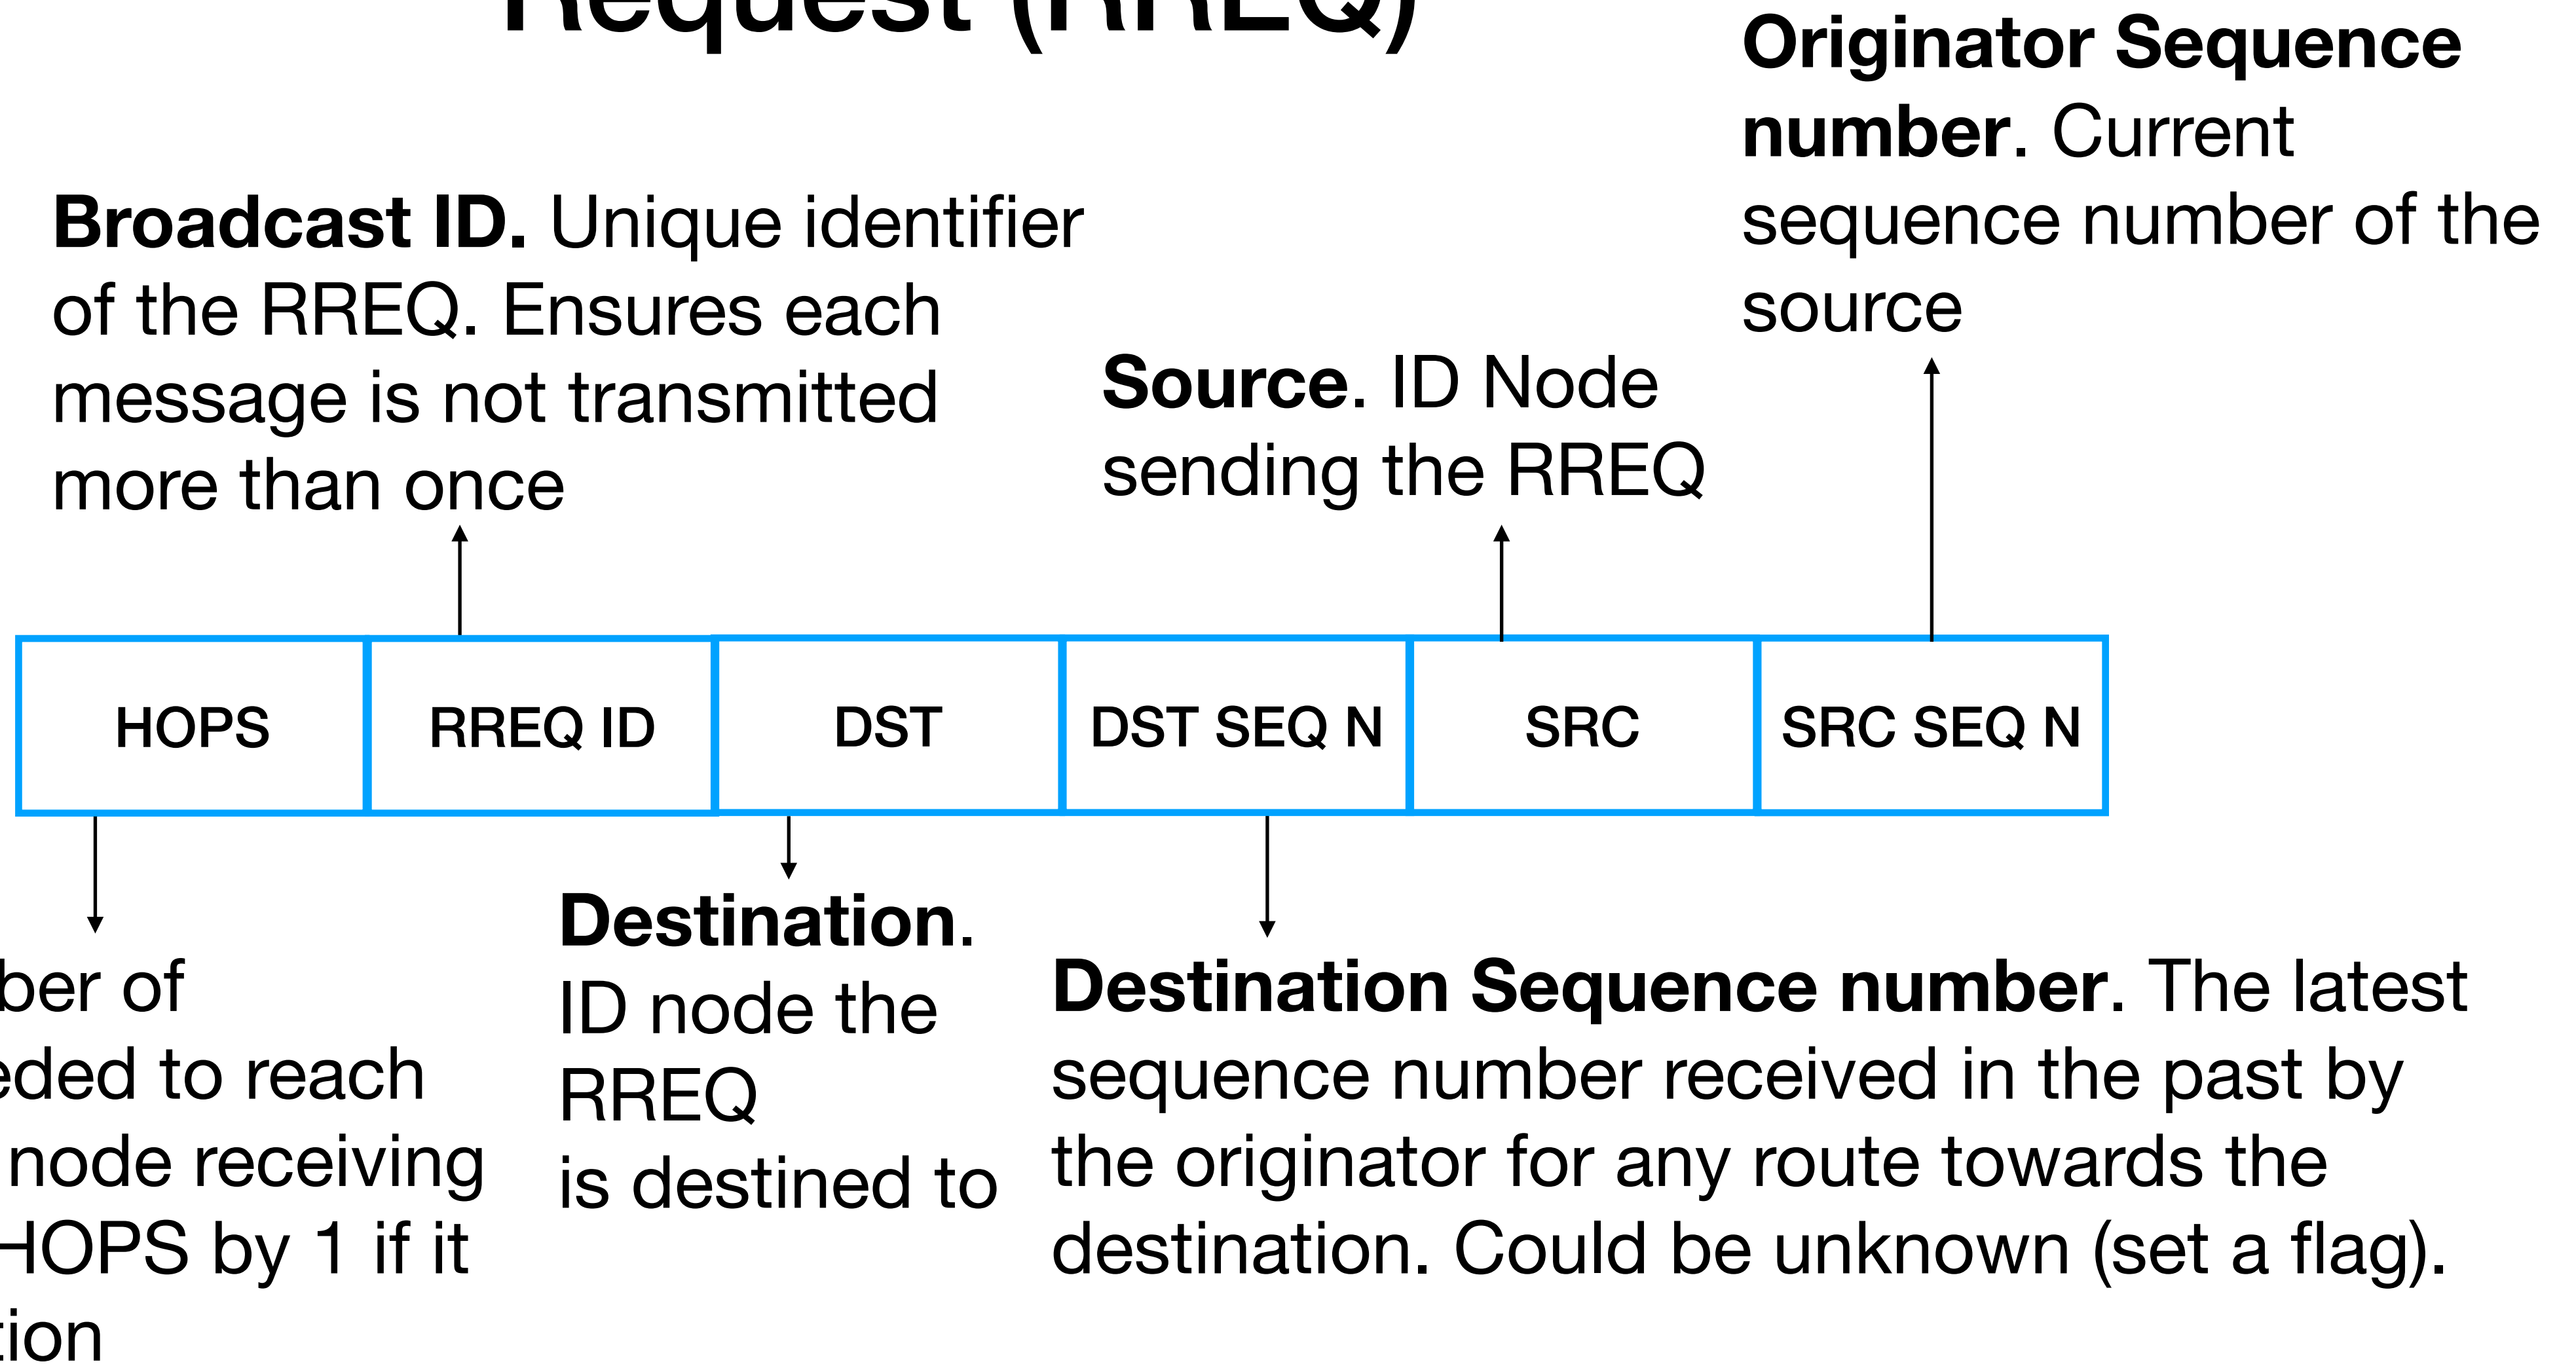 Request (RREQ)
Originator Sequence
number. Current
sequence number of the
source
Broadcast ID. Unique identifier
of the RREQ. Ensures each
message is not transmitted
more than once
Source. ID Node
sending the RREQ
HOPS RREQ ID DST DST SEQ N SRC SRC SEQ N
ber of
eded to reach
node receiving
HOPS by 1 if it
tion
Destination.
ID node the
RREQ
is destined to
Destination Sequence number. The latest
sequence number received in the past by
the originator for any route towards the
destination. Could be unknown (set a flag).